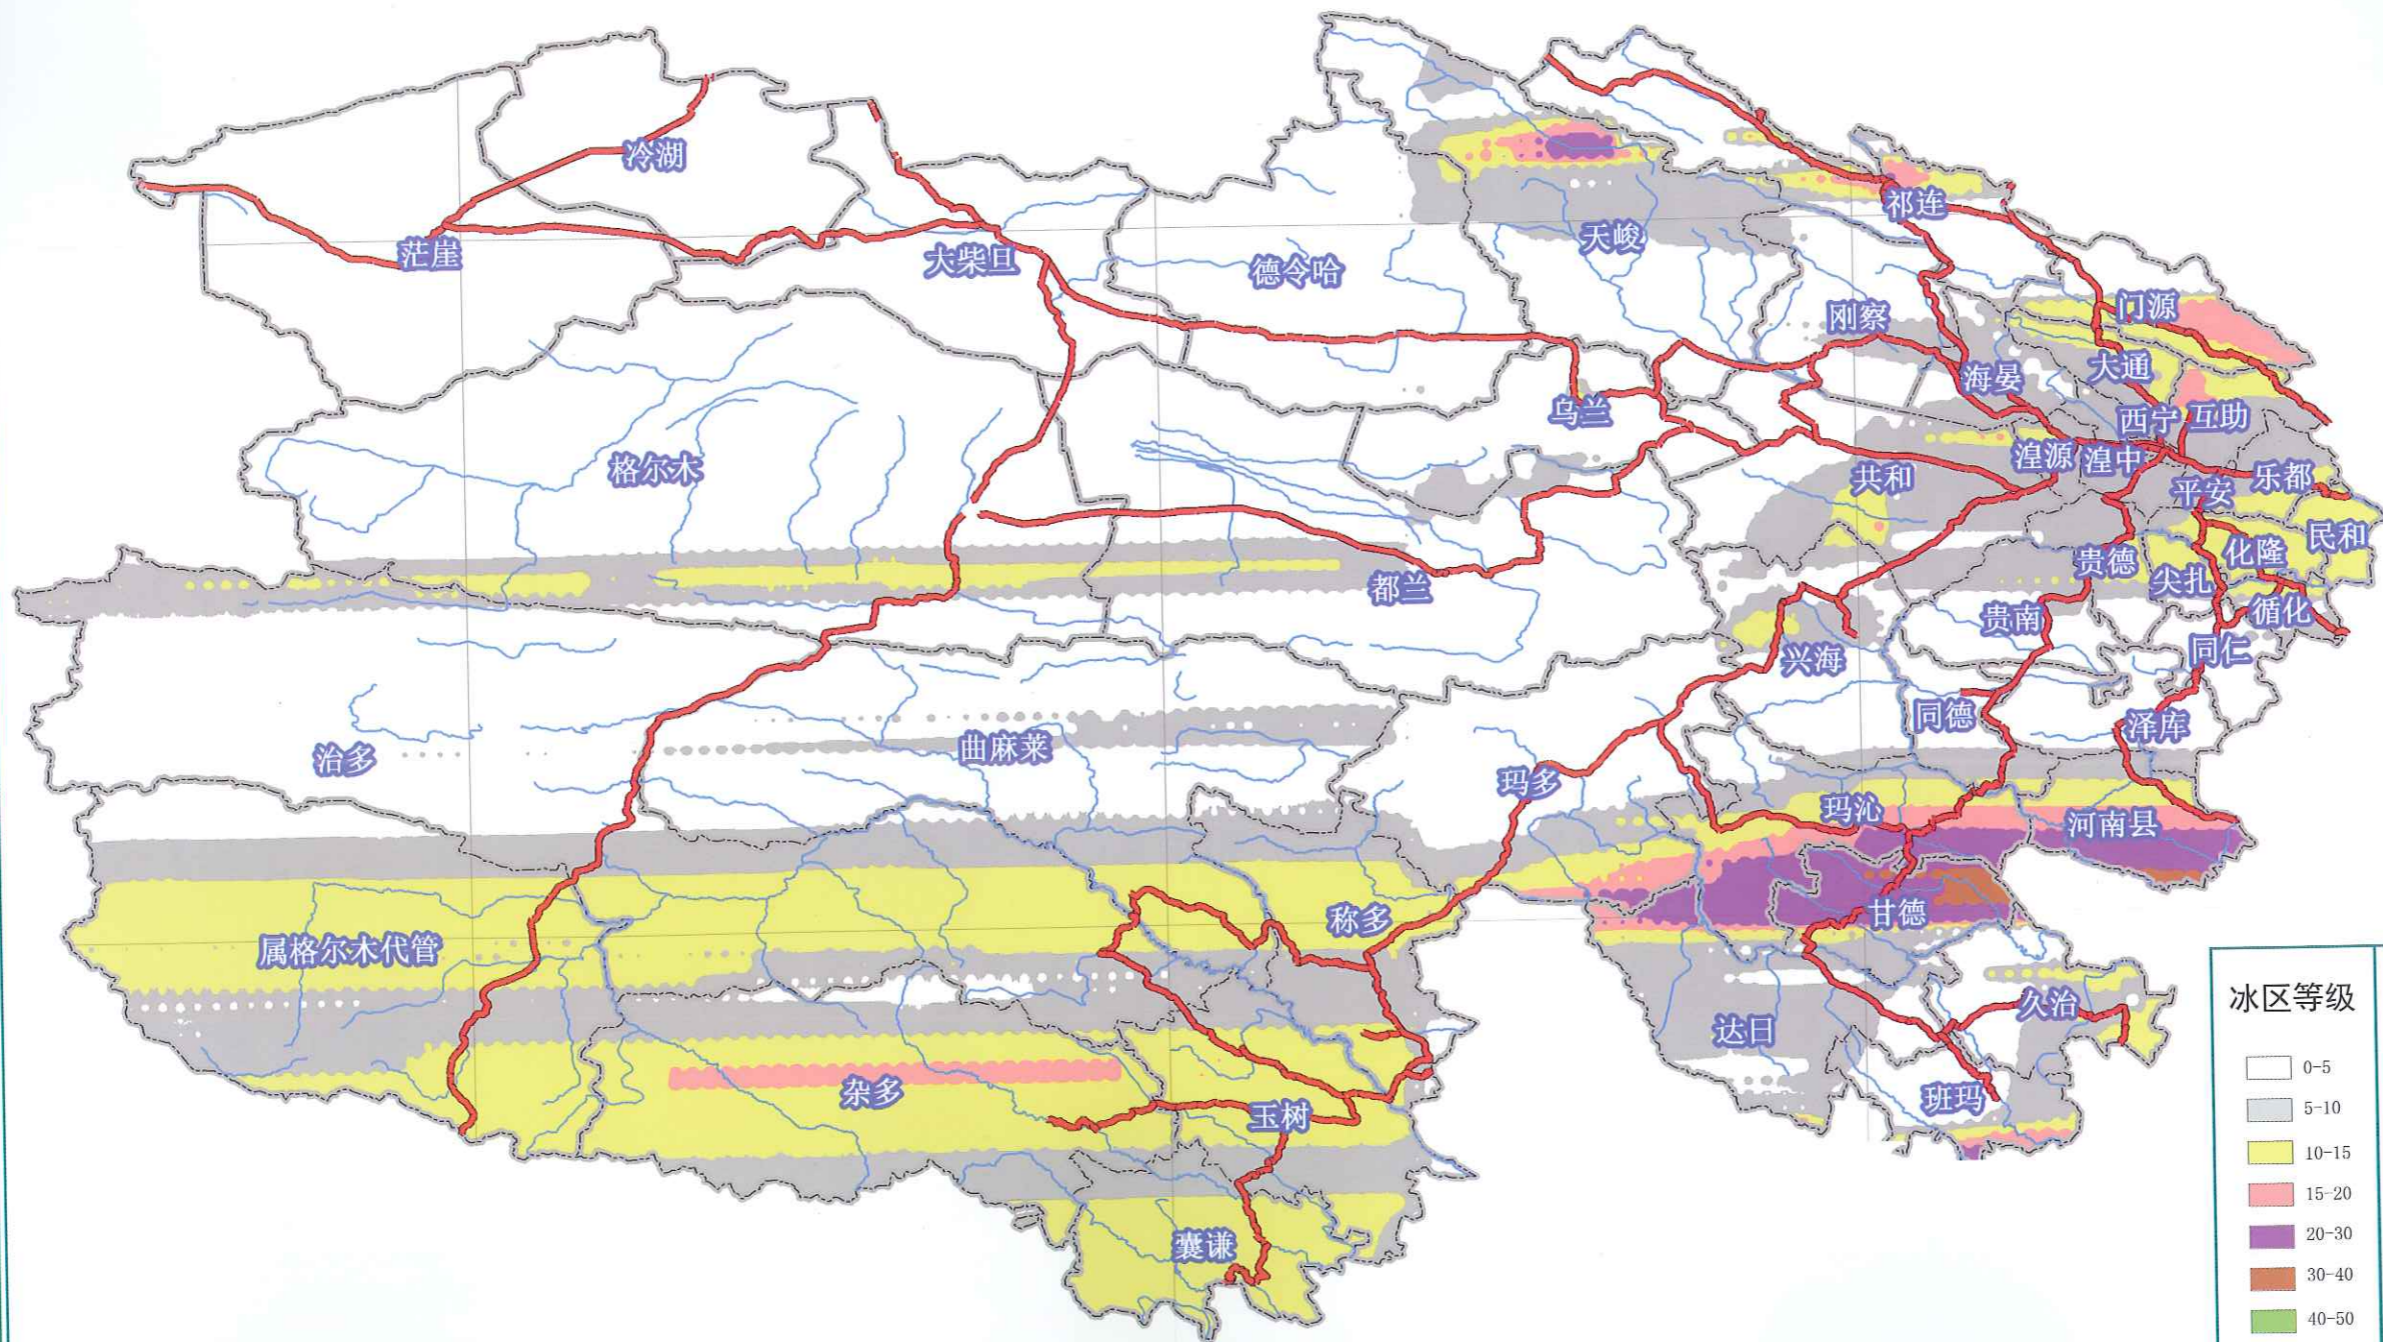 冷湖
祁连
茫崖
大柴旦
德令哈
天峻
门源
刚察
大通
海晏
乌兰
西宁
互助
格尔木
共和
湟源
湟中
乐都
平安
民和
化隆
贵德
都兰
尖扎
循化
贵南
同仁
兴海
同德
泽库
治多
曲麻莱
玛多
玛沁
河南县
称多
甘德
属格尔木代管
久治
达日
杂多
班玛
玉树
囊谦
冰区等级
0-5
5-10
10-15
15-20
20-30
30-40
40-50